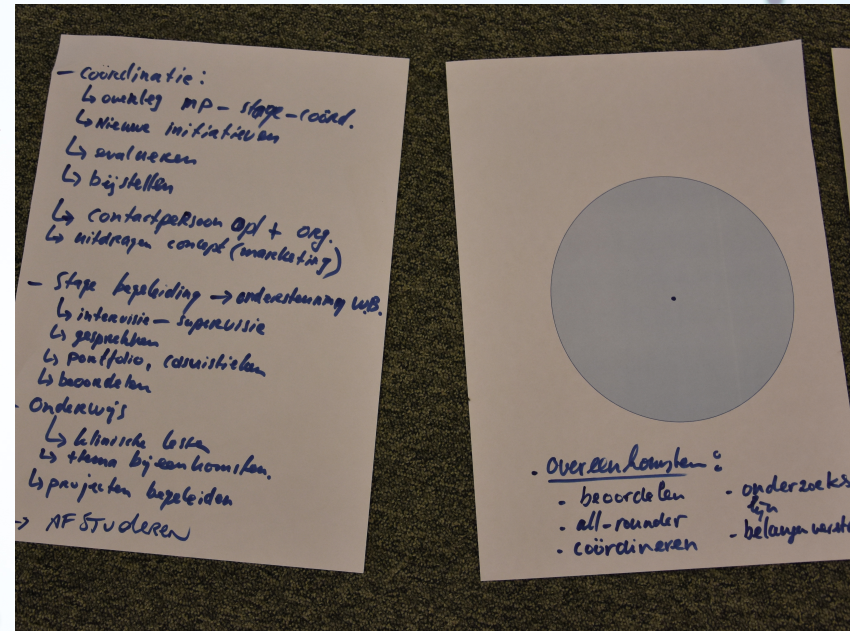 - Coördinatie:
↳ overleg MP - stage-coörd.
↳ Nieuwe initiatieven
↳ evalueren
↳ bijstellen
↳ contactpersoon opl + org.
↳ uitdragen concept (marketing)
- Stage begeleiding → ondersteuning W.B.
↳ intervisie - supervisie
↳ gesprekken
↳ portfolio, casuïstieken
↳ beoordelen
- Onderwijs
↳ klinische lessen
↳ thema bijeenkomsten.
↳ projecten begeleiden
→ AFSTUDEREN
. Overeenkomsten:
- beoordelen
- all-rounder
- coördineren
- onderzoeks
lijn
- belangen